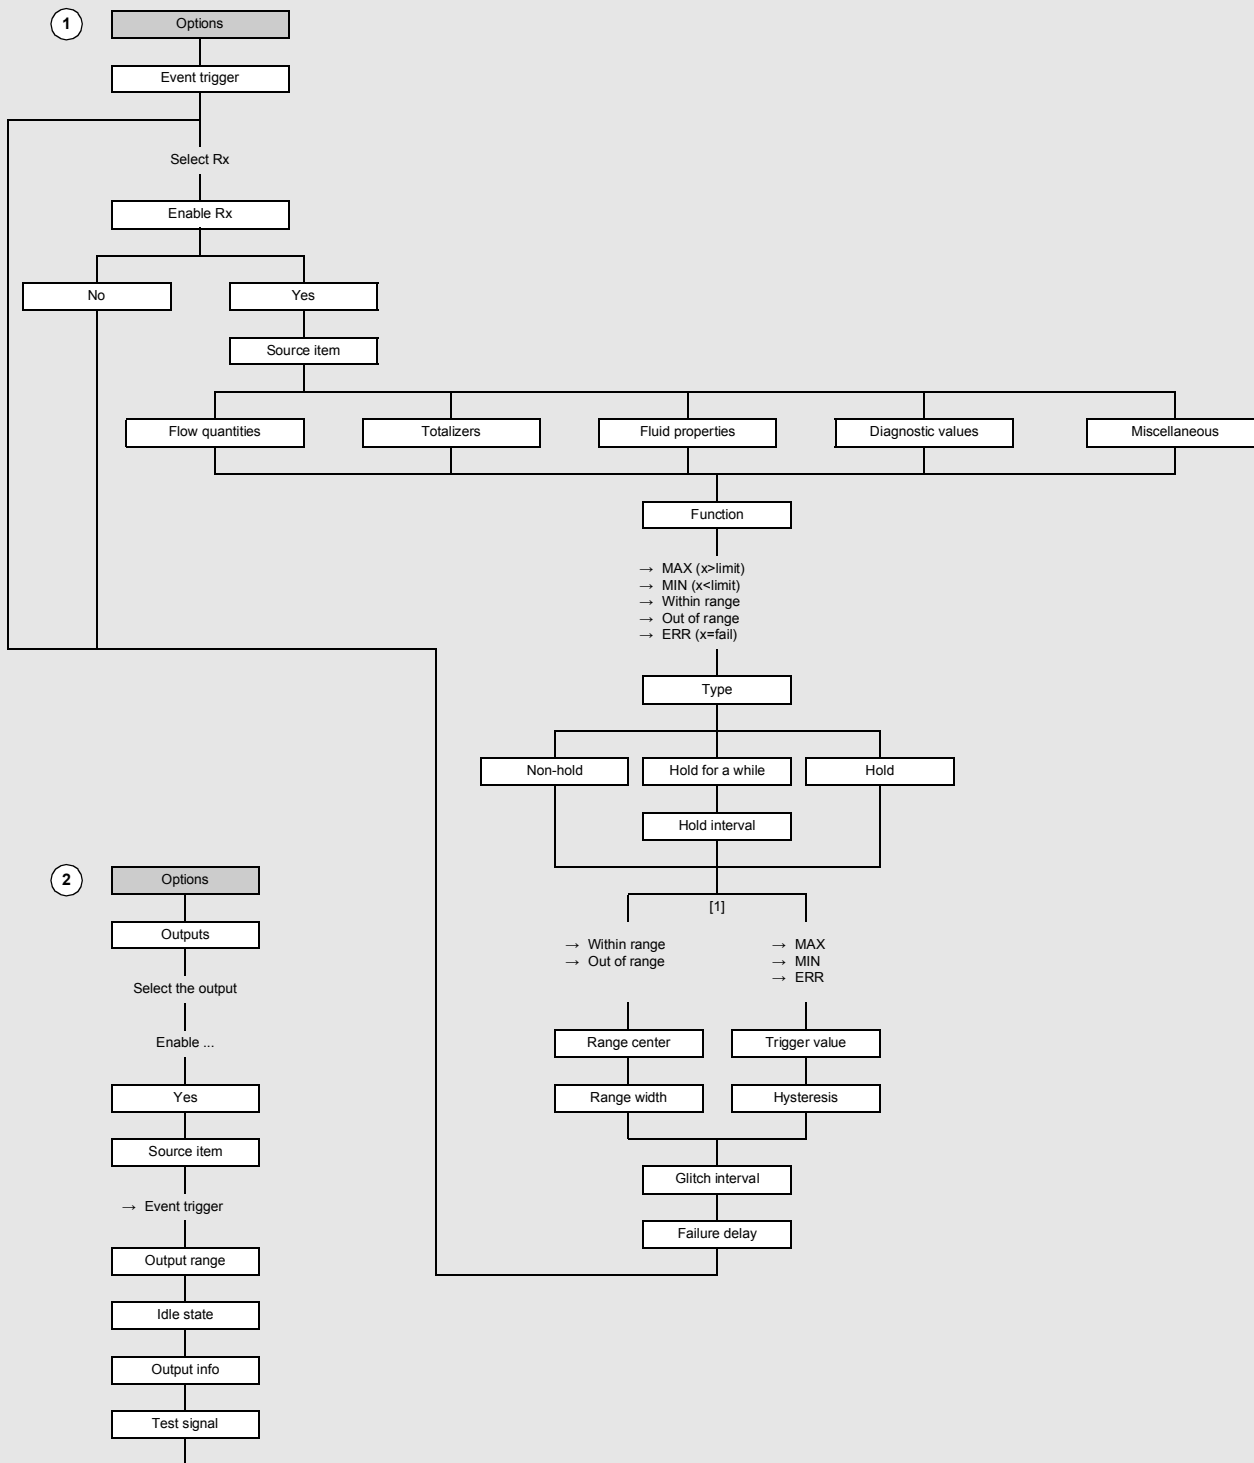 1
Options
Event trigger
Select Rx
Enable Rx
No
Yes
Source item
Flow quantities
Totalizers
Fluid properties
Diagnostic values
Miscellaneous
Function
→ MAX (x>limit)
→ MIN (x<limit)
→ Within range
→ Out of range
→ ERR (x=fail)
Type
Non-hold
Hold for a while
Hold
Hold interval
[1]
→ Within range
→ Out of range
→ MAX
→ MIN
→ ERR
Range center
Trigger value
Range width
Hysteresis
Glitch interval
Failure delay
2
Options
Outputs
Select the output
Enable ...
Yes
Source item
→ Event trigger
Output range
Idle state
Output info
Test signal